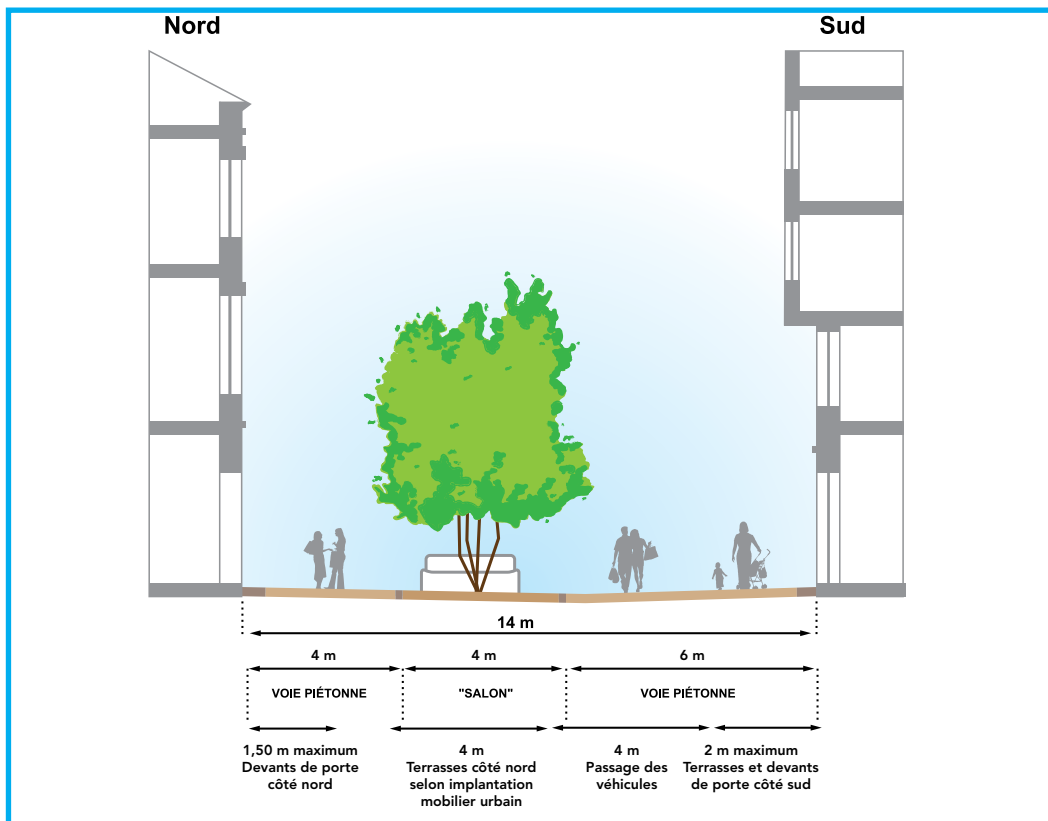 Nord
Sud
14 m
4 m
4 m
6 m
VOIE PIÉTONNE
"SALON"
VOIE PIÉTONNE
1,50 m maximum
Devants de porte
côté nord
4 m
Terrasses côté nord
selon implantation
mobilier urbain
4 m
Passage des
véhicules
2 m maximum
Terrasses et devants
de porte côté sud